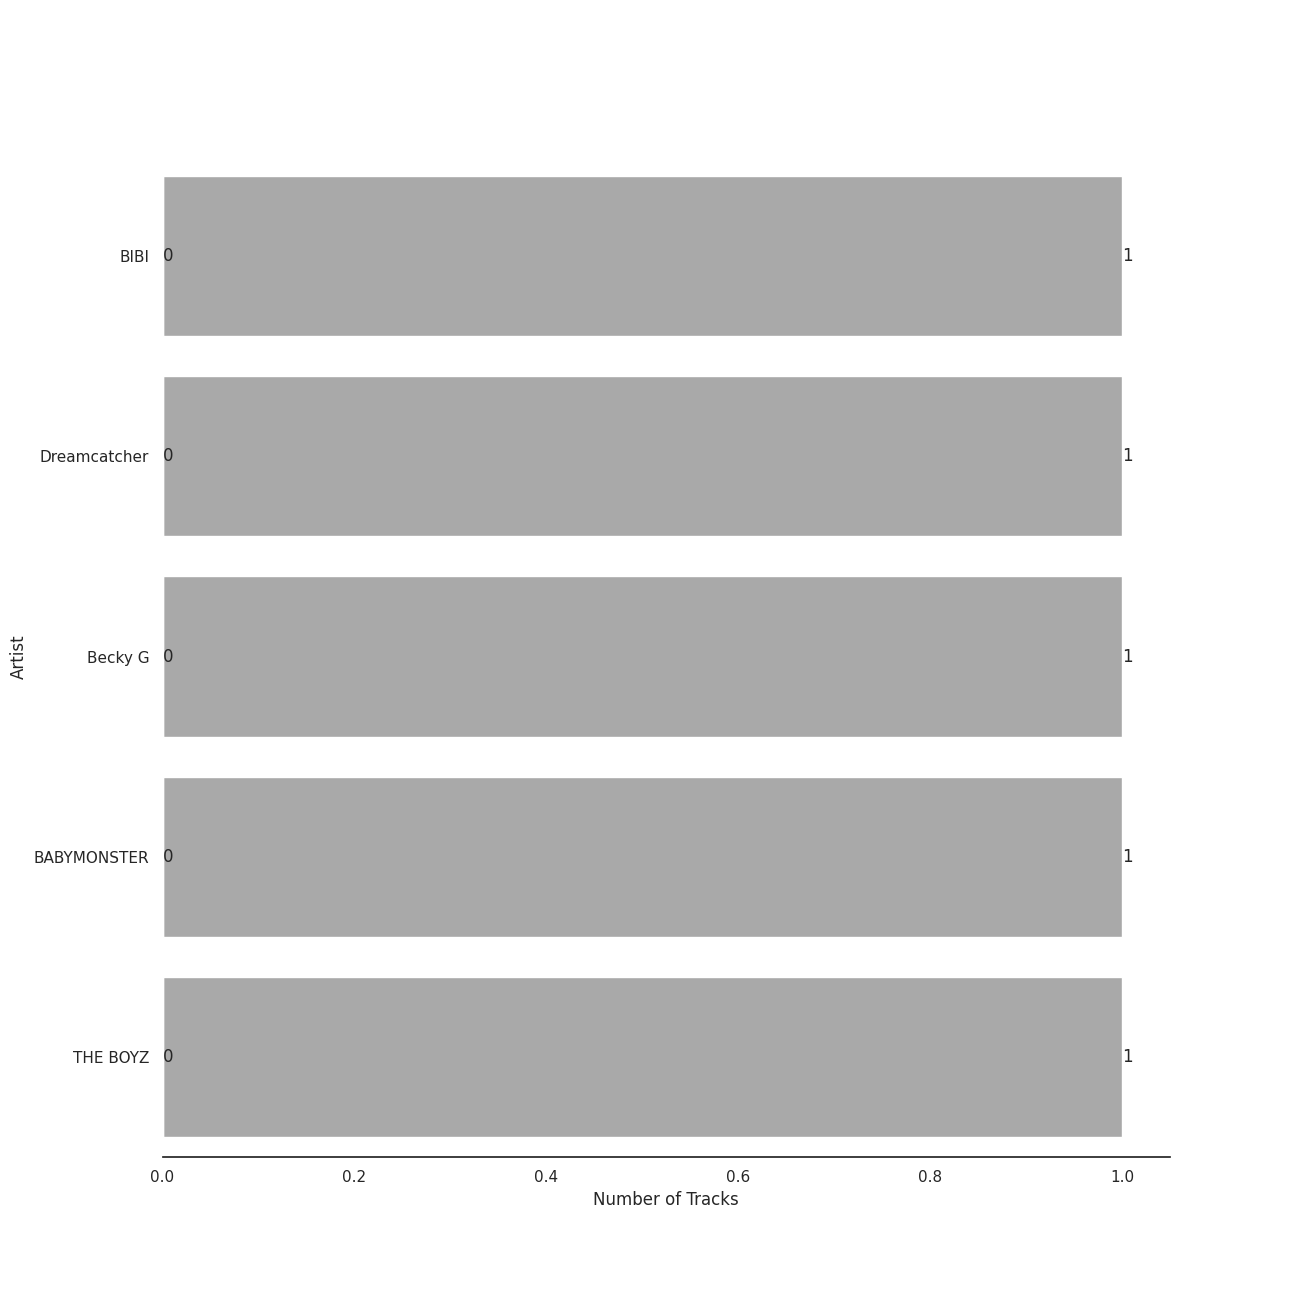 BIBI 0 1
Dreamcatcher 0 1
Becky G 0 1
BABYMONSTER 0 1
THE BOYZ 0 1
Artist
0.0 0.2 0.4 0.6 0.8 1.0
Number of Tracks